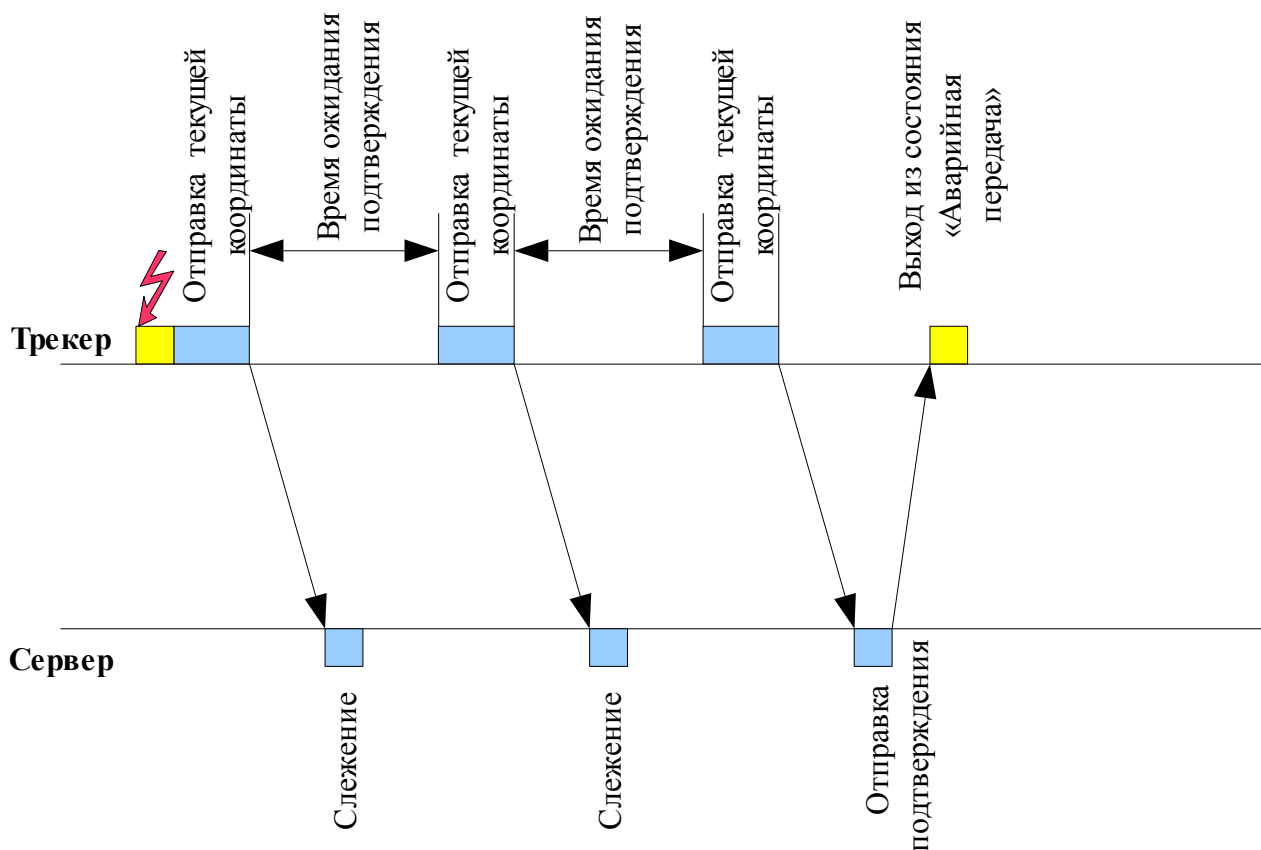 Отправка текущей
координаты
Время ожидания
подтверждения
Отправка текущей
координаты
Время ожидания
подтверждения
Отправка текущей
координаты
Выход из состояния
«Аварийная
передача»
Трекер
Сервер
Слежение
Слежение
Отправка
подтверждения